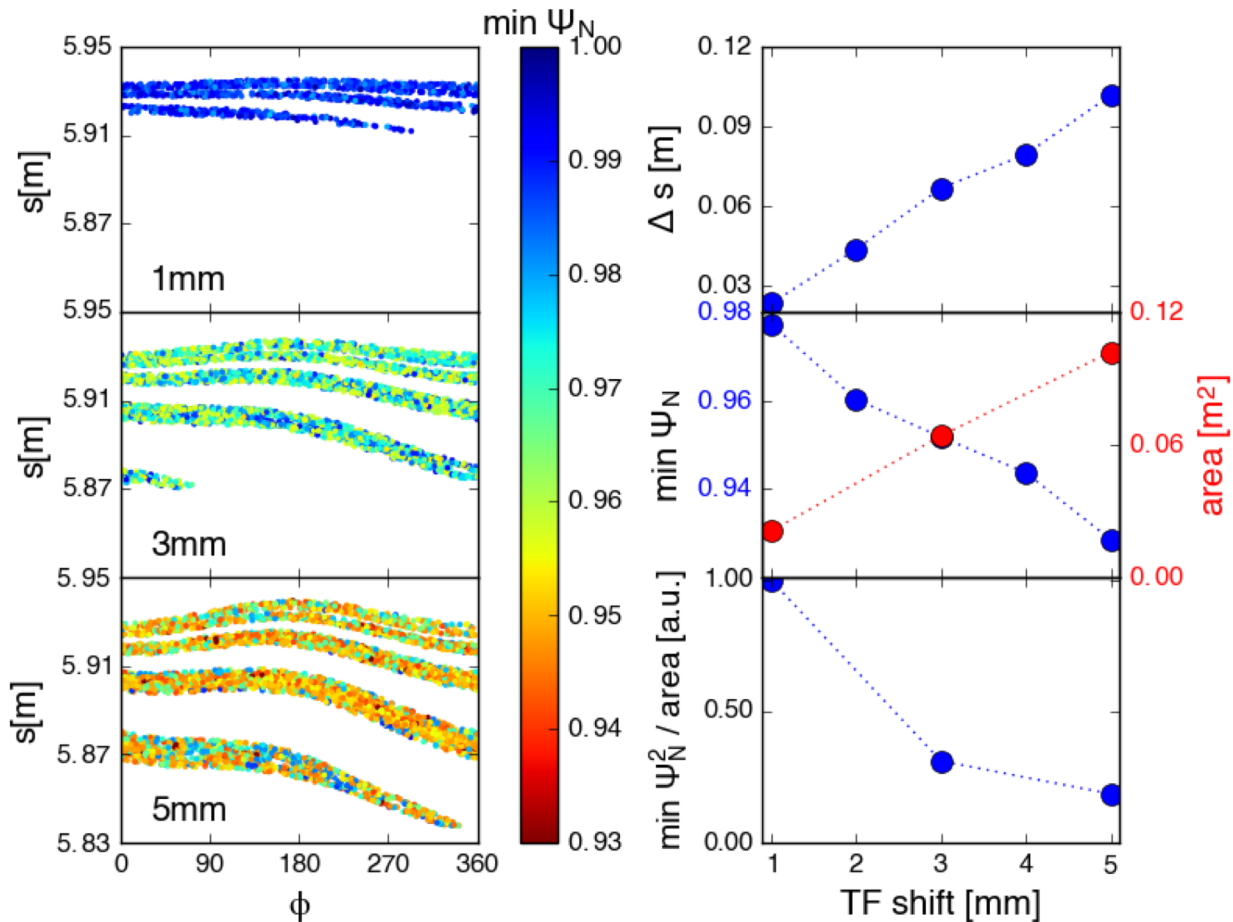 min Ψ_N
5.95
5.91
5.87
5.95
s[m]
1mm
5.91
5.87
5.95
s[m]
3mm
5.91
5.87
5.83
s[m]
5mm
0 90 180 270 360
ϕ
1.00
0.99
0.98
0.97
0.96
0.95
0.94
0.93
0.12
0.09
0.06
0.03
Δ s [m]
0.98
0.96
0.94
min Ψ_N
0.12
0.06
0.00
area [m²]
1.00
0.50
0.00
min Ψ_N² / area [a.u.]
1 2 3 4 5
TF shift [mm]